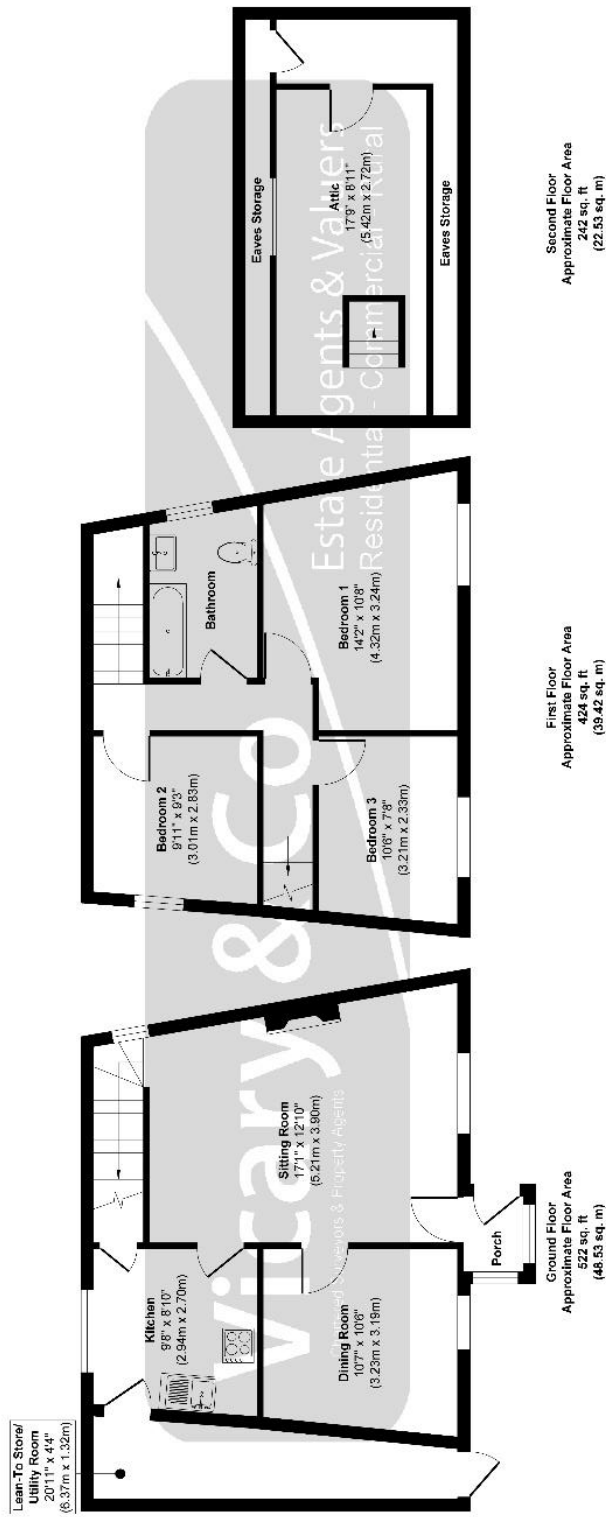 Lean-To Store/
Utility Room
20'11" x 4'4"
(6.37m x 1.32m)
Kitchen
9'8" x 8'10"
(2.94m x 2.70m)
Dining Room
10'7" x 10'6"
(3.23m x 3.19m)
Sitting Room
17'1" x 12'10"
(5.21m x 3.90m)
Porch
Ground Floor
Approximate Floor Area
522 sq. ft
(48.53 sq. m)
Bedroom 2
9'11" x 9'3"
(3.01m x 2.83m)
Bathroom
Bedroom 3
10'6" x 7'8"
(3.21m x 2.33m)
Bedroom 1
14'2" x 10'8"
(4.32m x 3.24m)
First Floor
Approximate Floor Area
424 sq. ft
(39.42 sq. m)
Eaves Storage
Attic
17'9" x 8'11"
(5.42m x 2.72m)
Eaves Storage
Second Floor
Approximate Floor Area
242 sq. ft
(22.53 sq. m)
Vicary & Co
Chartered Surveyors & Property Agents
Estate Agents & Valuers
Residential - Commercial - Rural